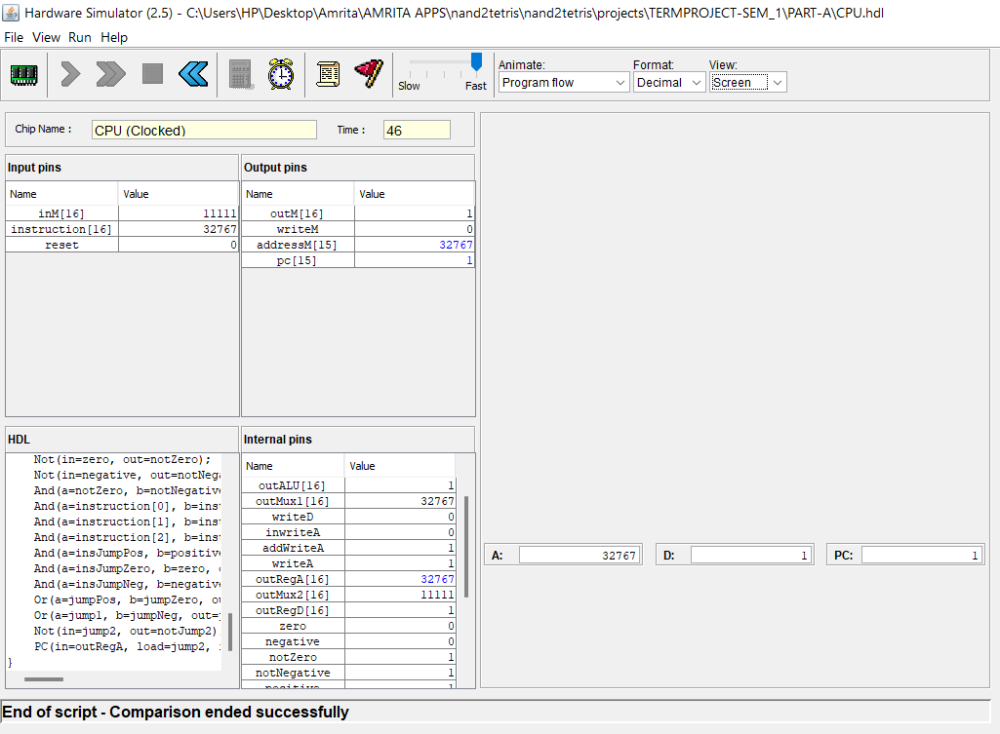 Hardware Simulator (2.5) - C:\Users\HP\Desktop\Amrita\AMRITA APPS\nand2tetris\nand2tetris\projects\TERMPROJECT-SEM_1\PART-A\CPU.hdl
File View Run Help
Slow Fast
Animate: Format: View:
Program flow Decimal Screen
Chip Name : CPU (Clocked) Time : 46
Input pins
Name Value
inM[16] 11111
instruction[16] 32767
reset 0
Output pins
Name Value
outM[16] 1
writeM 0
addressM[15] 32767
pc[15] 1
HDL
Not(in=zero, out=notZero);
Not(in=negative, out=notNega
And(a=notZero, b=notNegative
And(a=instruction[0], b=ins
And(a=instruction[1], b=ins
And(a=instruction[2], b=ins
And(a=insJumpPos, b=positive
And(a=insJumpZero, b=zero,
And(a=insJumpNeg, b=negative
Or(a=jumpPos, b=jumpZero, ou
Or(a=jump1, b=jumpNeg, out=
Not(in=jump2, out=notJump2)
PC(in=outRegA, load=jump2,
}
Internal pins
Name Value
outALU[16] 1
outMux1[16] 32767
writeD 0
inwriteA 0
addWriteA 1
writeA 1
outRegA[16] 32767
outMux2[16] 11111
outRegD[16] 1
zero 0
negative 0
notZero 1
notNegative 1
positive 1
A: 32767 D: 1 PC: 1
End of script - Comparison ended successfully